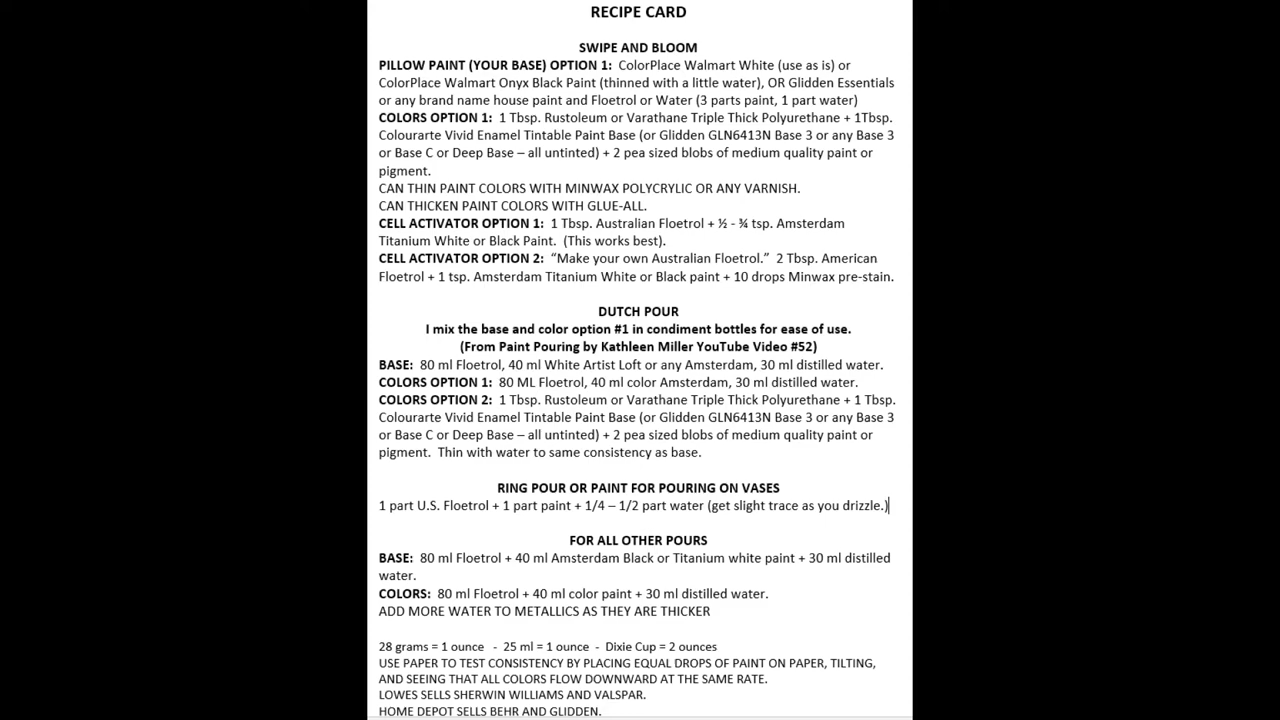 RECIPE CARD
SWIPE AND BLOOM
PILLOW PAINT (YOUR BASE) OPTION 1: ColorPlace Walmart White (use as is) or
ColorPlace Walmart Onyx Black Paint (thinned with a little water), OR Glidden Essentials
or any brand name house paint and Floetrol or Water (3 parts paint, 1 part water)
COLORS OPTION 1: 1 Tbsp. Rustoleum or Varathane Triple Thick Polyurethane + 1Tbsp.
Colourarte Vivid Enamel Tintable Paint Base (or Glidden GLN6413N Base 3 or any Base 3
or Base C or Deep Base – all untinted) + 2 pea sized blobs of medium quality paint or
pigment.
CAN THIN PAINT COLORS WITH MINWAX POLYCRYLIC OR ANY VARNISH.
CAN THICKEN PAINT COLORS WITH GLUE-ALL.
CELL ACTIVATOR OPTION 1: 1 Tbsp. Australian Floetrol + ½ - ¾ tsp. Amsterdam
Titanium White or Black Paint. (This works best).
CELL ACTIVATOR OPTION 2: “Make your own Australian Floetrol.” 2 Tbsp. American
Floetrol + 1 tsp. Amsterdam Titanium White or Black paint + 10 drops Minwax pre-stain.
DUTCH POUR
I mix the base and color option #1 in condiment bottles for ease of use.
(From Paint Pouring by Kathleen Miller YouTube Video #52)
BASE: 80 ml Floetrol, 40 ml White Artist Loft or any Amsterdam, 30 ml distilled water.
COLORS OPTION 1: 80 ML Floetrol, 40 ml color Amsterdam, 30 ml distilled water.
COLORS OPTION 2: 1 Tbsp. Rustoleum or Varathane Triple Thick Polyurethane + 1 Tbsp.
Colourarte Vivid Enamel Tintable Paint Base (or Glidden GLN6413N Base 3 or any Base 3
or Base C or Deep Base – all untinted) + 2 pea sized blobs of medium quality paint or
pigment. Thin with water to same consistency as base.
RING POUR OR PAINT FOR POURING ON VASES
1 part U.S. Floetrol + 1 part paint + 1/4 – 1/2 part water (get slight trace as you drizzle.)
FOR ALL OTHER POURS
BASE: 80 ml Floetrol + 40 ml Amsterdam Black or Titanium white paint + 30 ml distilled
water.
COLORS: 80 ml Floetrol + 40 ml color paint + 30 ml distilled water.
ADD MORE WATER TO METALLICS AS THEY ARE THICKER
28 grams = 1 ounce - 25 ml = 1 ounce - Dixie Cup = 2 ounces
USE PAPER TO TEST CONSISTENCY BY PLACING EQUAL DROPS OF PAINT ON PAPER, TILTING,
AND SEEING THAT ALL COLORS FLOW DOWNWARD AT THE SAME RATE.
LOWES SELLS SHERWIN WILLIAMS AND VALSPAR.
HOME DEPOT SELLS BEHR AND GLIDDEN.